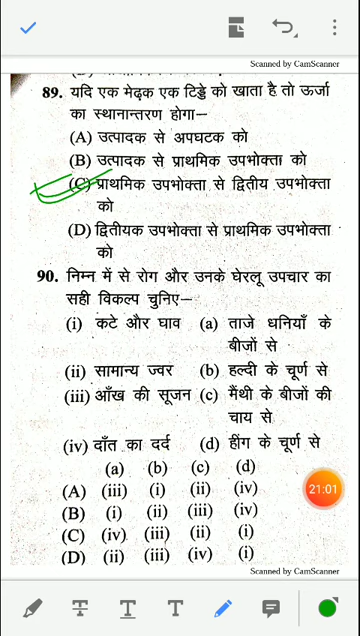 Scanned by CamScanner
89. यदि एक मेढ़क एक टिड्डे को खाता है तो ऊर्जा
का स्थानान्तरण होगा—
(A) उत्पादक से अपघटक को
(B) उत्पादक से प्राथमिक उपभोक्ता को
(C) प्राथमिक उपभोक्ता से द्वितीय उपभोक्ता
को
(D) द्वितीयक उपभोक्ता से प्राथमिक उपभोक्ता
को
90. निम्न में से रोग और उनके घेरलू उपचार का
सही विकल्प चुनिए—
(i) कटे और घाव (a) ताजे धनियाँ के
बीजों से
(ii) सामान्य ज्वर (b) हल्दी के चूर्ण से
(iii) आँख की सूजन (c) मैंथी के बीजों की
चाय से
(iv) दाँत का दर्द (d) हींग के चूर्ण से
(a) (b) (c) (d)
(A) (iii) (i) (ii) (iv)
(B) (i) (ii) (iii) (iv)
(C) (iv) (iii) (ii) (i)
(D) (ii) (iii) (iv) (i)
21:01
Scanned by CamScanner
T T T